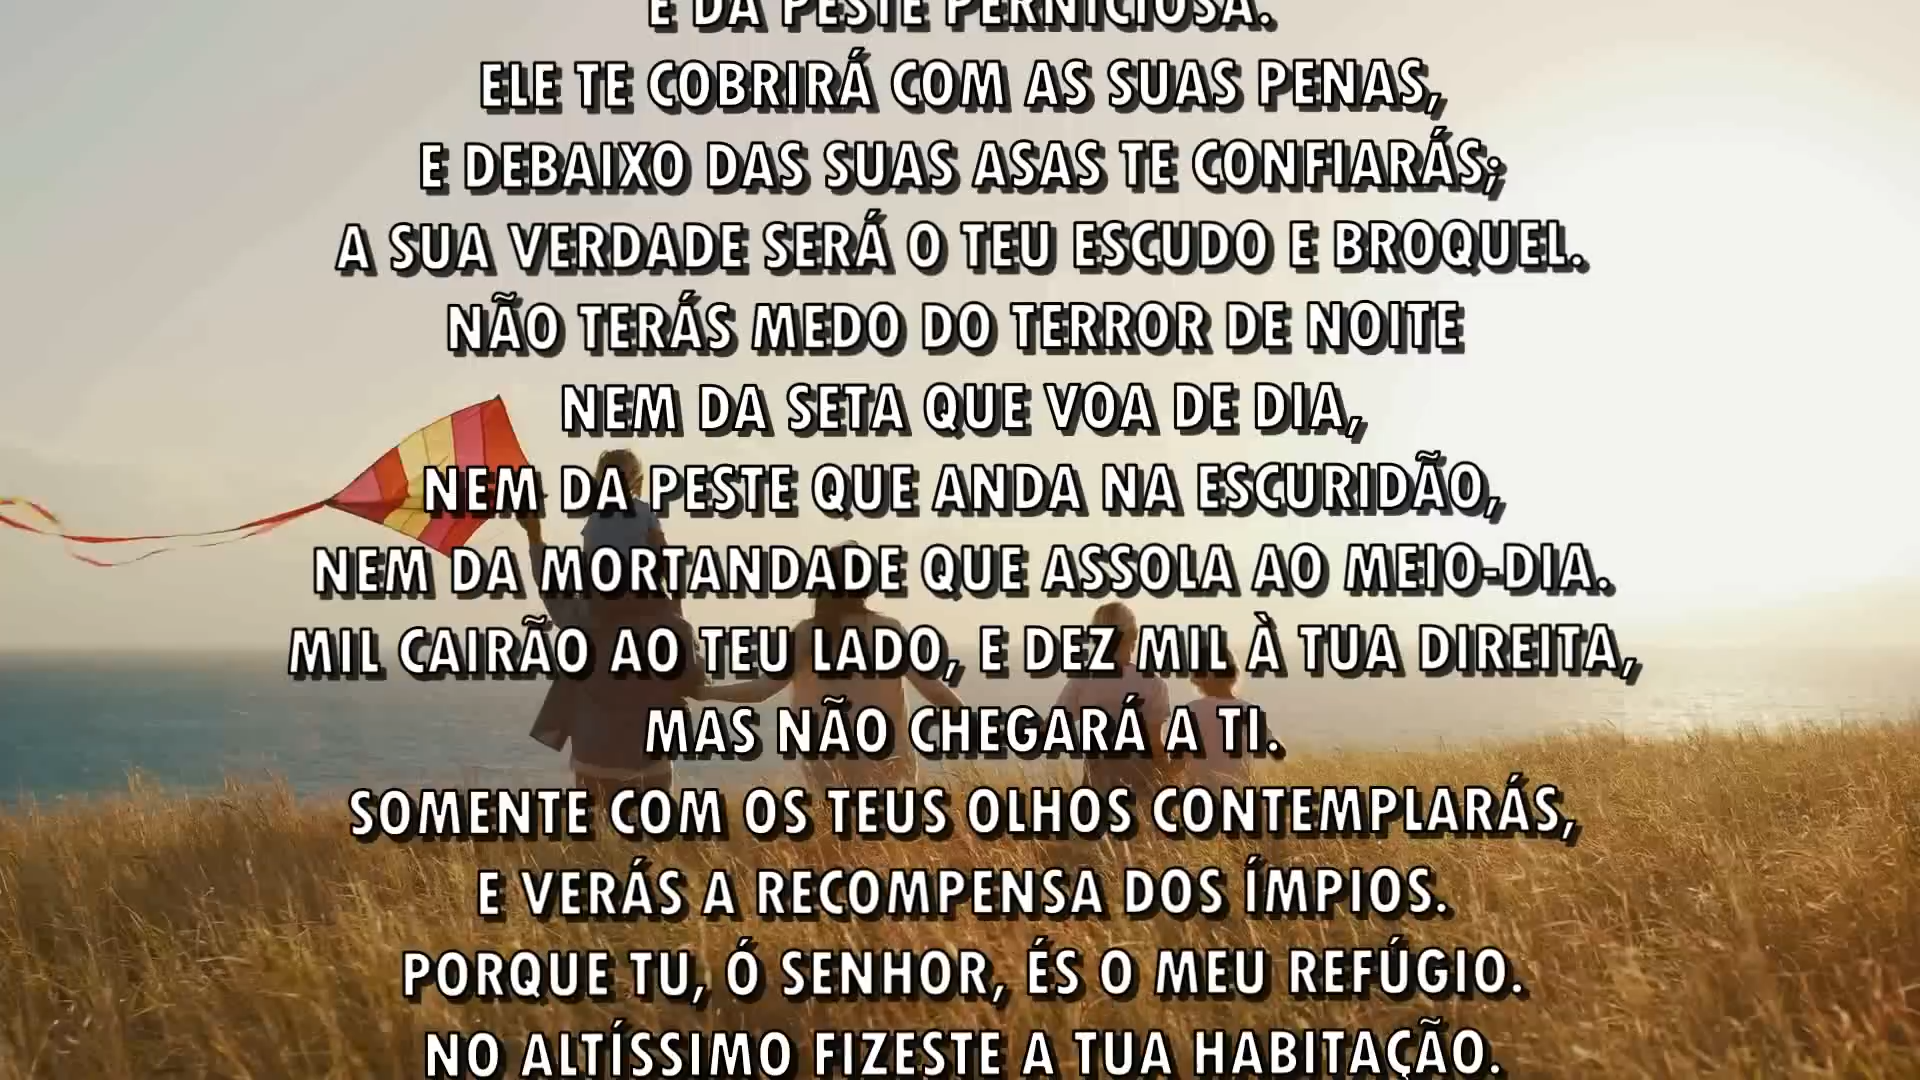 E DA PESTE PERNICIOSA.
ELE TE COBRIRÁ COM AS SUAS PENAS,
E DEBAIXO DAS SUAS ASAS TE CONFIARÁS;
A SUA VERDADE SERÁ O TEU ESCUDO E BROQUEL.
NÃO TERÁS MEDO DO TERROR DE NOITE
NEM DA SETA QUE VOA DE DIA,
NEM DA PESTE QUE ANDA NA ESCURIDÃO,
NEM DA MORTANDADE QUE ASSOLA AO MEIO-DIA.
MIL CAIRÃO AO TEU LADO, E DEZ MIL À TUA DIREITA,
MAS NÃO CHEGARÁ A TI.
SOMENTE COM OS TEUS OLHOS CONTEMPLARÁS,
E VERÁS A RECOMPENSA DOS ÍMPIOS.
PORQUE TU, Ó SENHOR, ÉS O MEU REFÚGIO.
NO ALTÍSSIMO FIZESTE A TUA HABITAÇÃO.